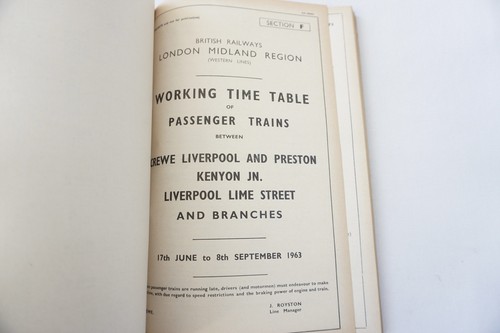 SECTION F
BRITISH RAILWAYS
LONDON MIDLAND REGION
(WESTERN LINES)
WORKING TIME TABLE
OF
PASSENGER TRAINS
BETWEEN
CREWE LIVERPOOL AND PRESTON
KENYON JN.
LIVERPOOL LIME STREET
AND BRANCHES
17th JUNE to 8th SEPTEMBER 1963
passenger trains are running late, drivers (and motormen) must endeavour to make
with due regard to speed restrictions and the braking power of engine and train.
J. ROYSTON
Line Manager